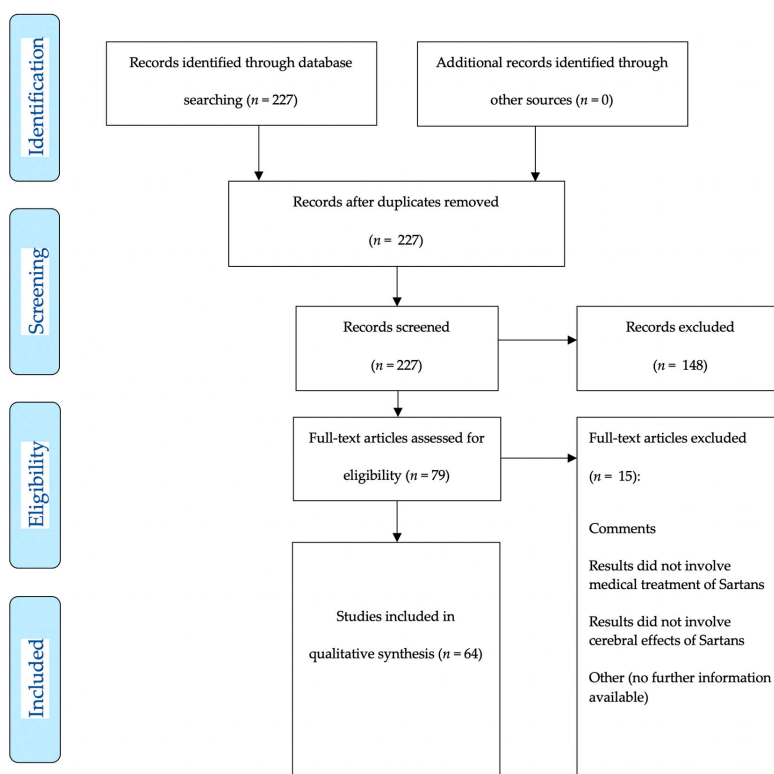 Identification
Records identified through database
searching (n = 227)
Additional records identified through
other sources (n = 0)
Records after duplicates removed
(n = 227)
Screening
Records screened
(n = 227)
Records excluded
(n = 148)
Eligibility
Full-text articles assessed for
eligibility (n = 79)
Full-text articles excluded
(n = 15):
Comments
Results did not involve
medical treatment of Sartans
Results did not involve
cerebral effects of Sartans
Other (no further information
available)
Included
Studies included in
qualitative synthesis (n = 64)